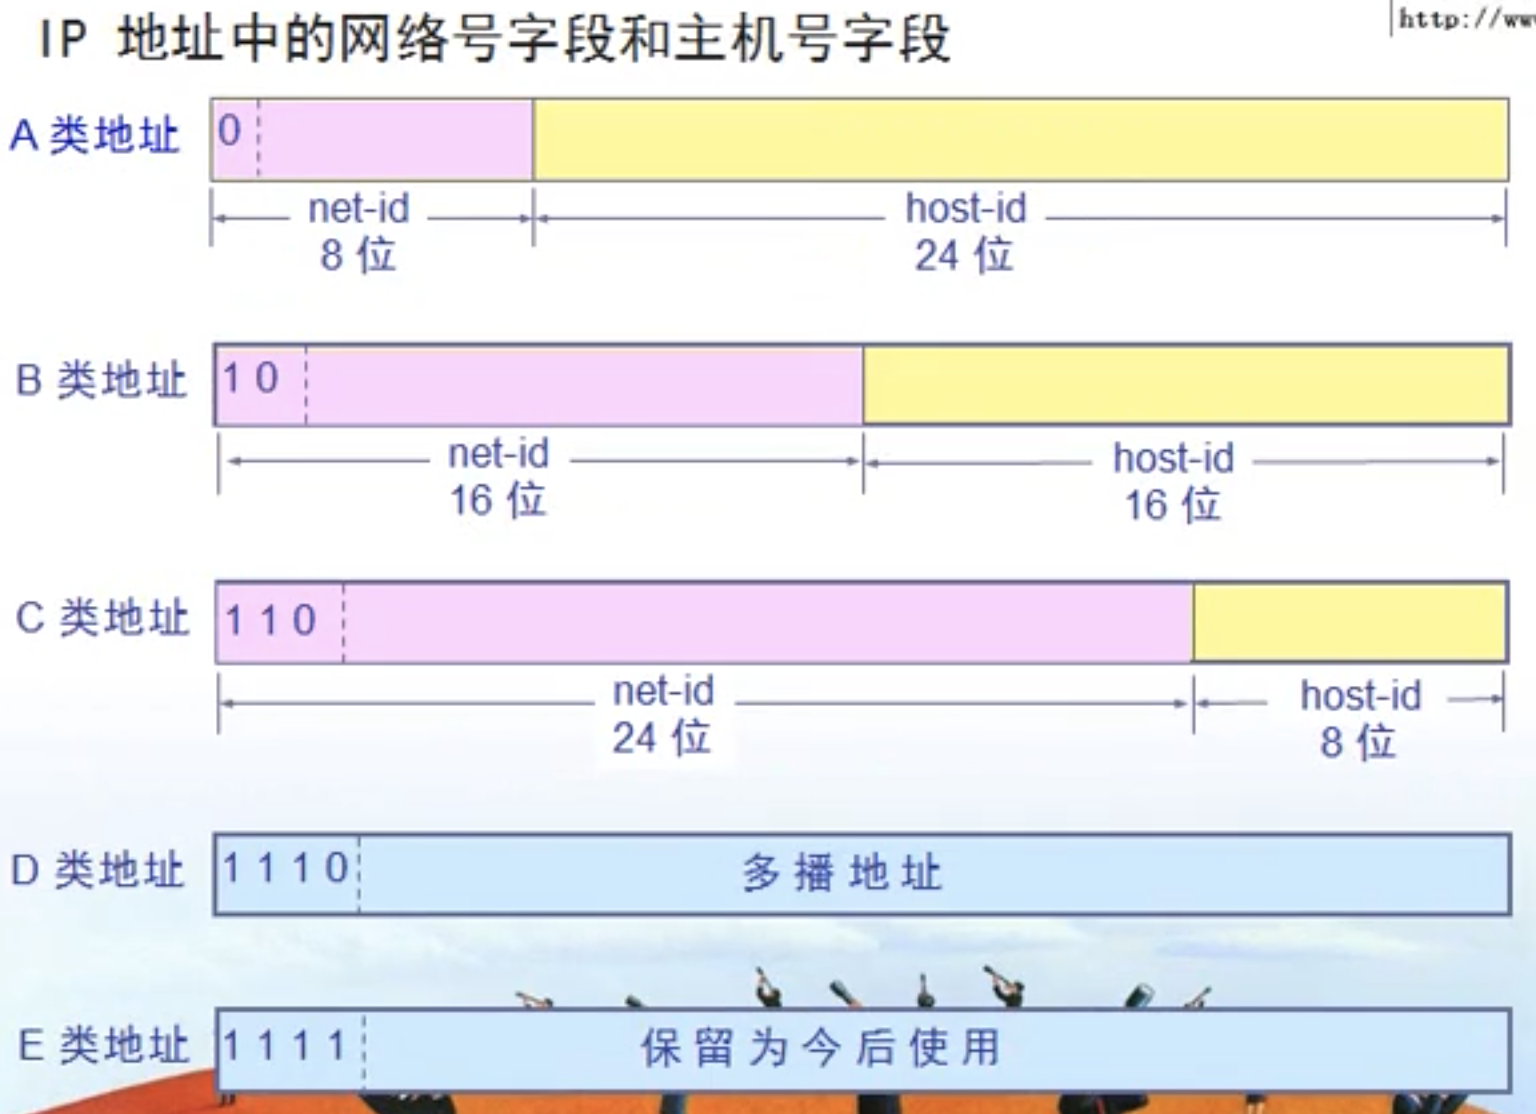 IP 地址中的网络号字段和主机号字段
A 类地址
0
net-id
8 位
host-id
24 位
B 类地址
1 0
net-id
16 位
host-id
16 位
C 类地址
1 1 0
net-id
24 位
host-id
8 位
D 类地址
1 1 1 0
多播地址
E 类地址
1 1 1 1
保留为今后使用